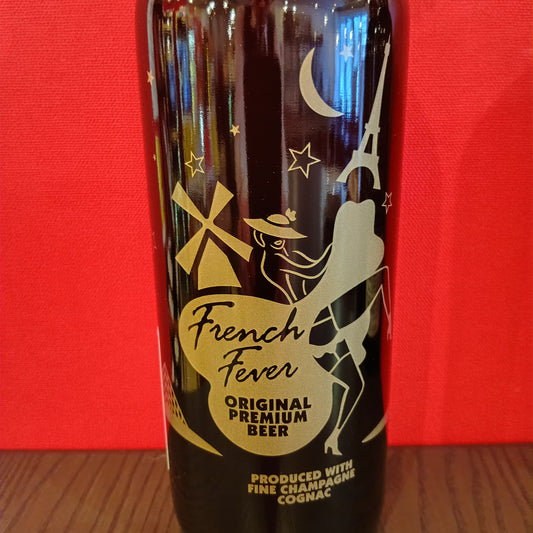 French
Fever
ORIGINAL
PREMIUM
BEER
PRODUCED WITH
FINE CHAMPAGNE
COGNAC